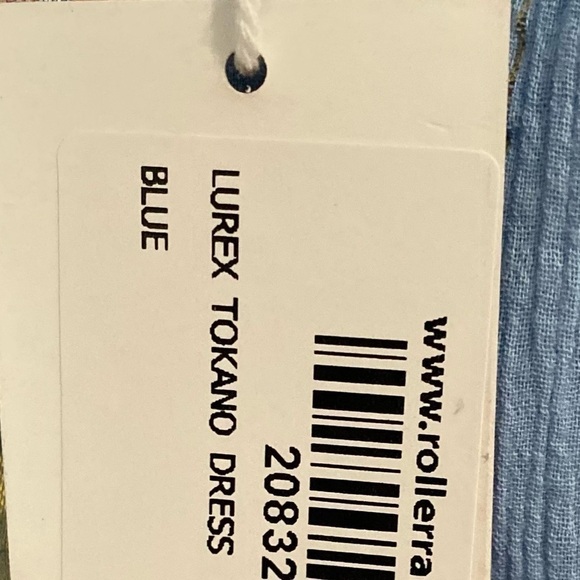 www.rollerra
20832
LUREX TOKANO DRESS
BLUE